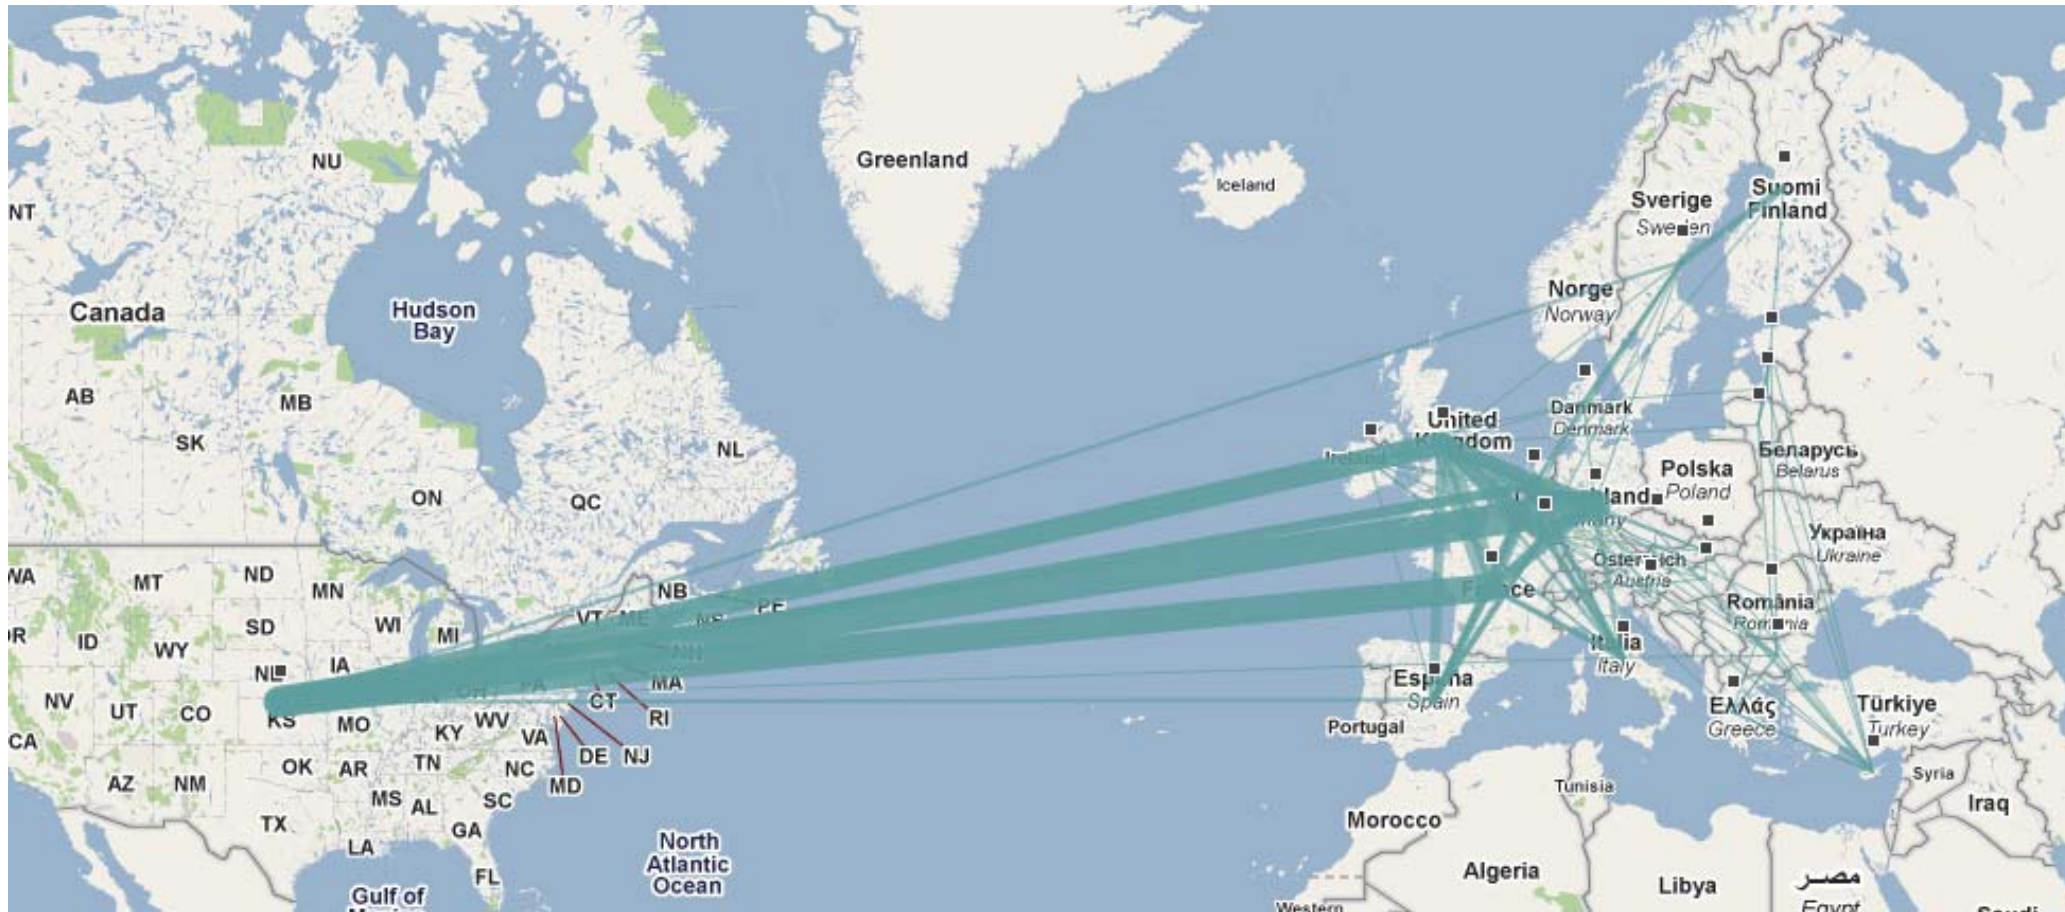 NU
Greenland
Iceland
NT
Suomi
Finland
Sverige
Norge
Norway
Canada
Hudson
Bay
AB
MB
SK
NL
ON
QC
United
Danmark
Denmark
Беларусь
Belarus
Polska
Poland
Україна
Ukraine
Österreich
Austria
România
Romania
WA
MT
ND
MN
NB
PE
VT
ME
NS
SD
WI
MI
ID
WY
IA
NH
PA
OH
MA
Italy
España
Spain
Portugal
Ελλάς
Greece
Türkiye
Turkey
NV
UT
CO
KS
MO
WV
KY
VA
CT
RI
CA
DE
NJ
MD
OK
AR
TN
NC
AZ
NM
MS
AL
SC
TX
GA
LA
FL
Gulf of
North
Atlantic
Ocean
Morocco
Tunisia
Algeria
Libya
Syria
Iraq
مصر
Egypt
Western
Saudi